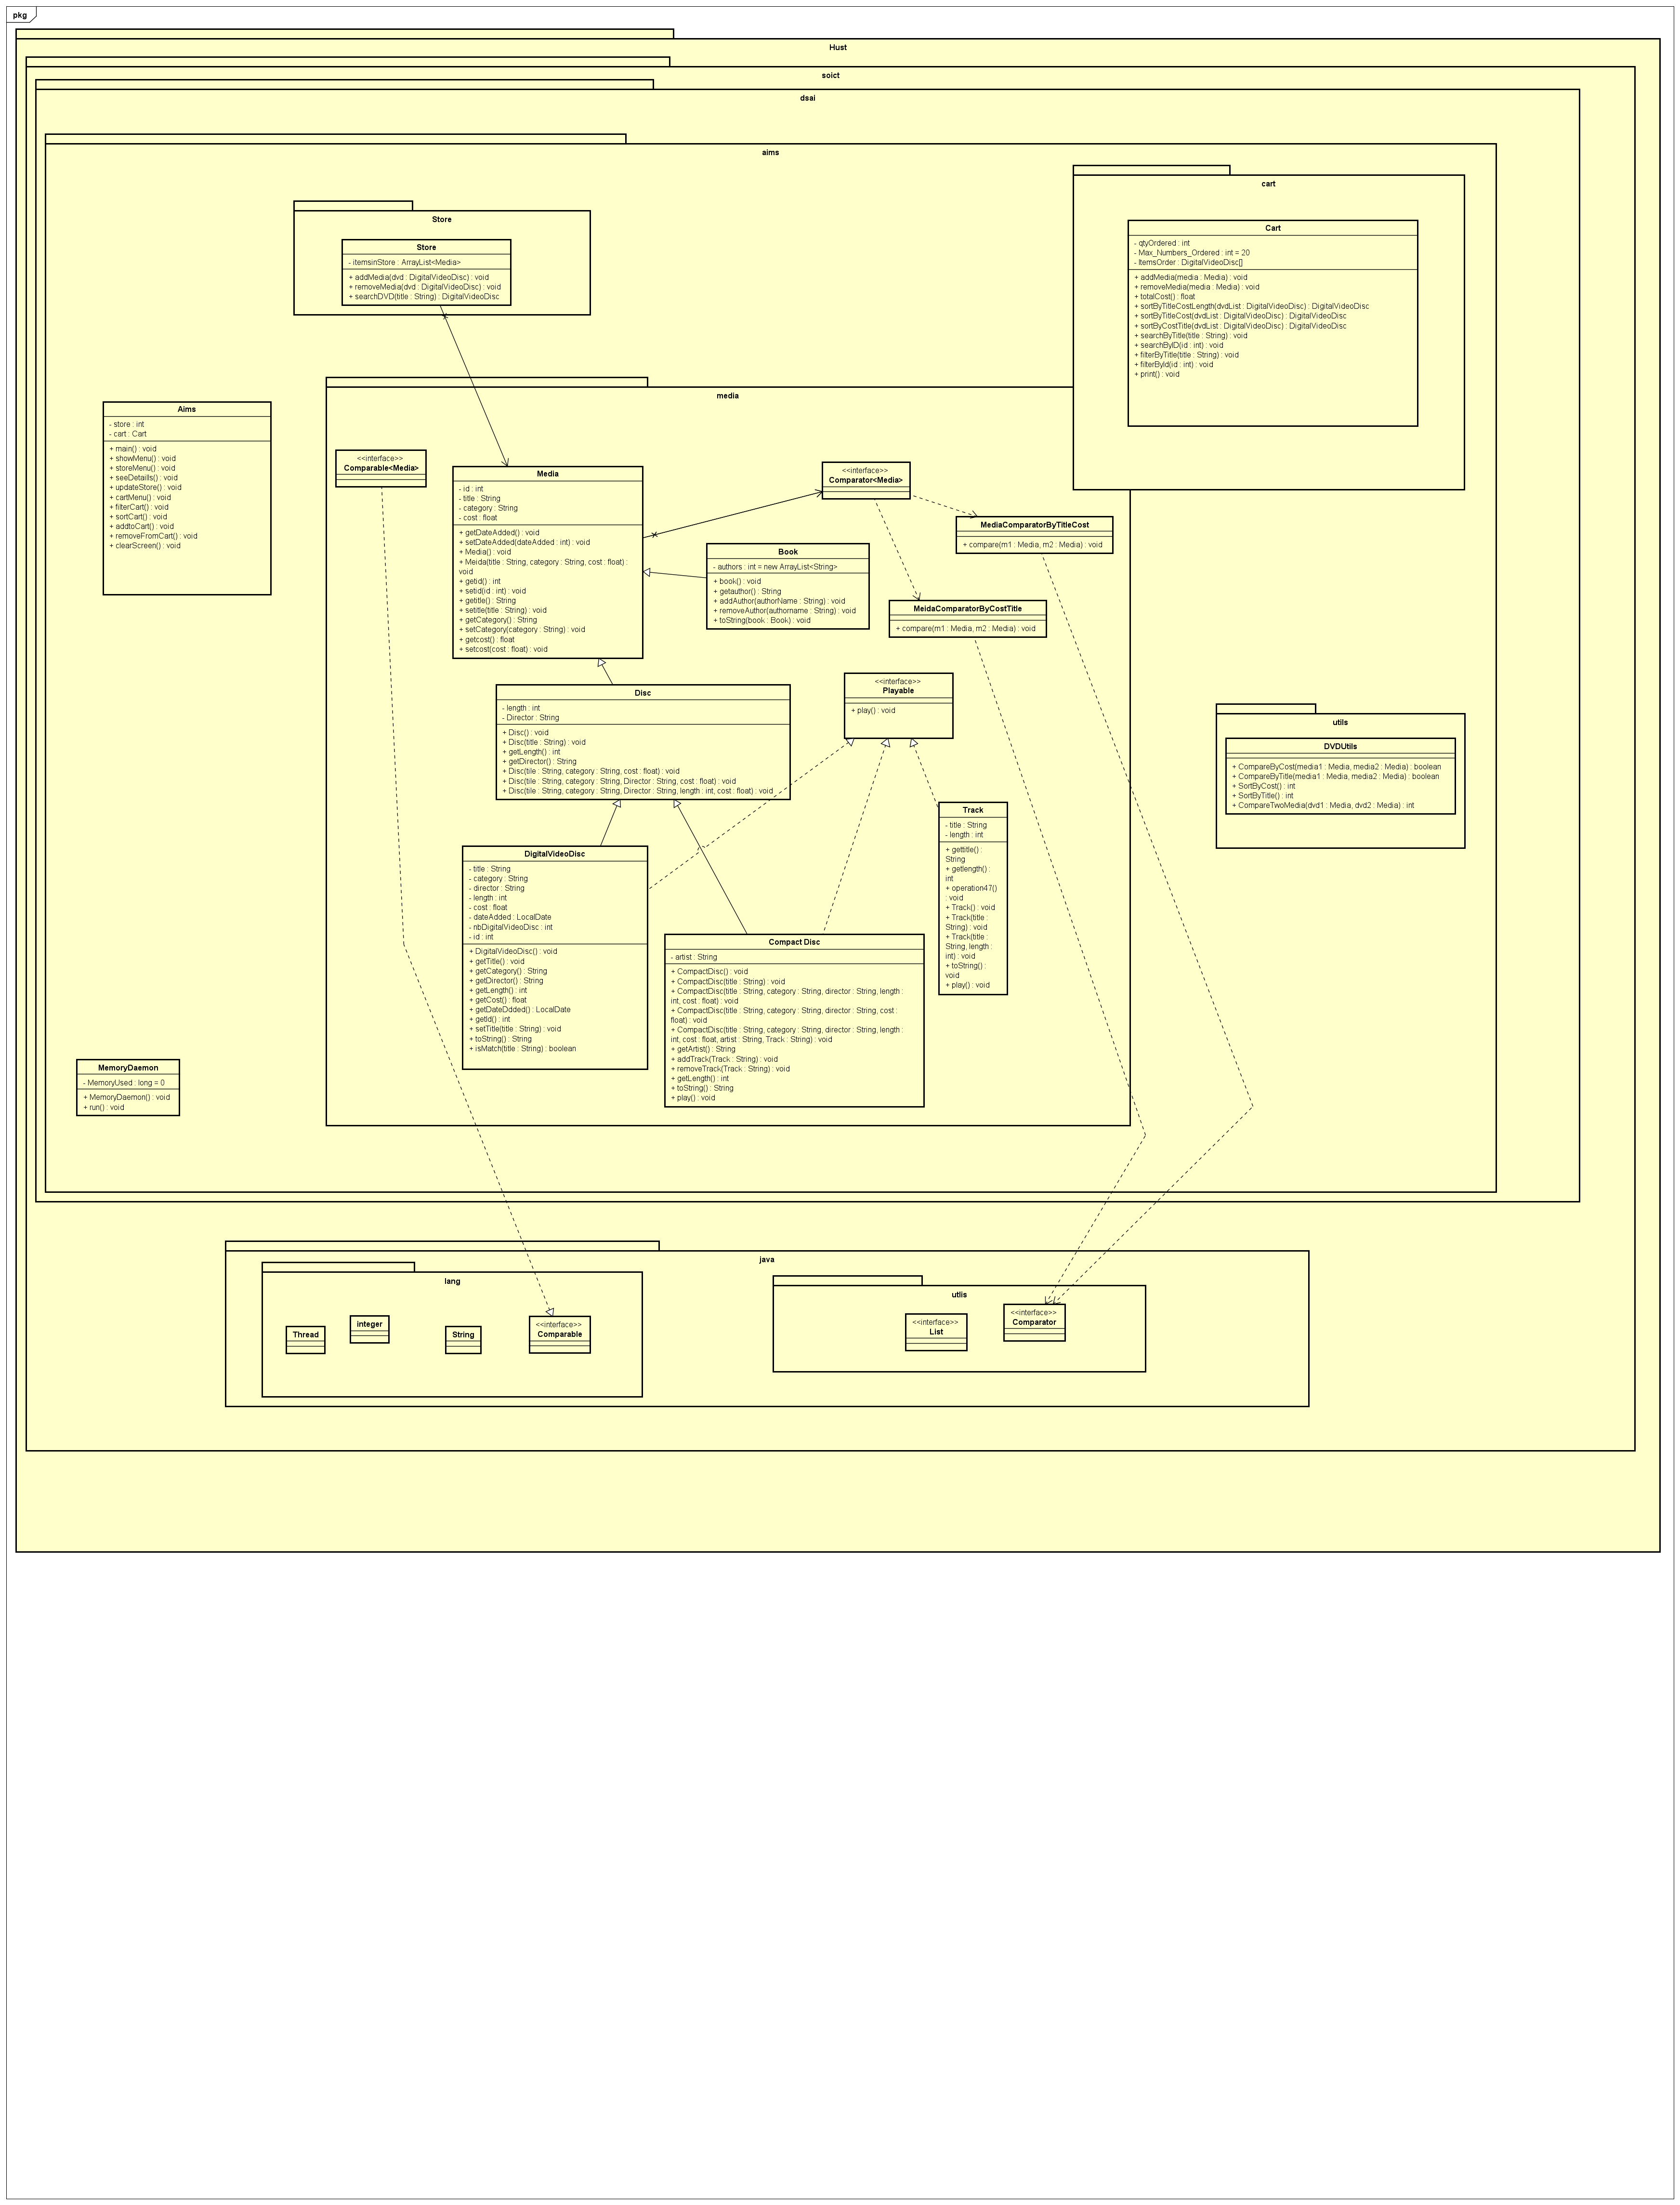 pkg
Hust
soict
dsai
aims
cart
Cart
- qtyOrdered : int
- Max_Numbers_Ordered : int = 20
- ItemsOrder : DigitalVideoDisc[]
+ addMedia(media : Media) : void
+ removeMedia(media : Media) : void
+ totalCost() : float
+ sortByTitleCostLength(dvdList : DigitalVideoDisc) : DigitalVideoDisc
+ sortByTitleCost(dvdList : DigitalVideoDisc) : DigitalVideoDisc
+ sortByCostTitle(dvdList : DigitalVideoDisc) : DigitalVideoDisc
+ searchByTitle(title : String) : void
+ searchByID(id : int) : void
+ filterByTitle(title : String) : void
+ filterById(id : int) : void
+ print() : void
Store
Store
- itemsinStore : ArrayList<Media>
+ addMedia(dvd : DigitalVideoDisc) : void
+ removeMedia(dvd : DigitalVideoDisc) : void
+ searchDVD(title : String) : DigitalVideoDisc
Aims
- store : int
- cart : Cart
+ main() : void
+ showMenu() : void
+ storeMenu() : void
+ seeDetaills() : void
+ updateStore() : void
+ cartMenu() : void
+ filterCart() : void
+ sortCart() : void
+ addtoCart() : void
+ removeFromCart() : void
+ clearScreen() : void
media
<<interface>>
Comparable<Media>
Media
- id : int
- title : String
- category : String
- cost : float
+ getDateAdded() : void
+ setDateAdded(dateAdded : int) : void
+ Media() : void
+ Meida(title : String, category : String, cost : float) :
void
+ getid() : int
+ setid(id : int) : void
+ getitle() : String
+ setitle(title : String) : void
+ getCategory() : String
+ setCategory(category : String) : void
+ getcost() : float
+ setcost(cost : float) : void
<<interface>>
Comparator<Media>
MediaComparatorByTitleCost
+ compare(m1 : Media, m2 : Media) : void
Book
- authors : int = new ArrayList<String>
+ book() : void
+ getauthor() : String
+ addAuthor(authorName : String) : void
+ removeAuthor(authorname : String) : void
+ toString(book : Book) : void
MeidaComparatorByCostTitle
+ compare(m1 : Media, m2 : Media) : void
Disc
- length : int
- Director : String
+ Disc() : void
+ Disc(title : String) : void
+ getLength() : int
+ getDirector() : String
+ Disc(tile : String, category : String, cost : float) : void
+ Disc(title : String, category : String, Director : String, cost : float) : void
+ Disc(title : String, category : String, Director : String, length : int, cost : float) : void
<<interface>>
Playable
+ play() : void
utils
DVDUtils
+ CompareByCost(media1 : Media, media2 : Media) : boolean
+ CompareByTitle(media1 : Media, media2 : Media) : boolean
+ SortByCost() : int
+ SortByTitle() : int
+ CompareTwoMedia(dvd1 : Media, dvd2 : Media) : int
Track
- title : String
- length : int
+ gettitle() :
String
+ getlength() :
int
+ operation47()
: void
+ Track() : void
+ Track(title :
String) : void
+ Track(title :
String, length :
int) : void
+ toString() :
void
+ play() : void
DigitalVideoDisc
- title : String
- category : String
- director : String
- length : int
- cost : float
- dateAdded : LocalDate
- nbDigitalVideoDisc : int
- id : int
+ DigitalVideoDisc() : void
+ getTitle() : void
+ getCategory() : String
+ getDirector() : String
+ getLength() : int
+ getCost() : float
+ getDateDdded() : LocalDate
+ getId() : int
+ setTitle(title : String) : void
+ toString() : String
+ isMatch(title : String) : boolean
Compact Disc
- artist : String
+ CompactDisc() : void
+ CompactDisc(title : String) : void
+ CompactDisc(title : String, category : String, director : String, length :
int, cost : float) : void
+ CompactDisc(title : String, category : String, director : String, cost :
float) : void
+ CompactDisc(title : String, category : String, director : String, length :
int, cost : float, artist : String, Track : String) : void
+ getArtist() : String
+ addTrack(Track : String) : void
+ removeTrack(Track : String) : void
+ getLength() : int
+ toString() : String
+ play() : void
MemoryDaemon
- MemoryUsed : long = 0
+ MemoryDaemon() : void
+ run() : void
java
lang
Thread
integer
String
<<interface>>
Comparable
utlis
<<interface>>
List
<<interface>>
Comparator